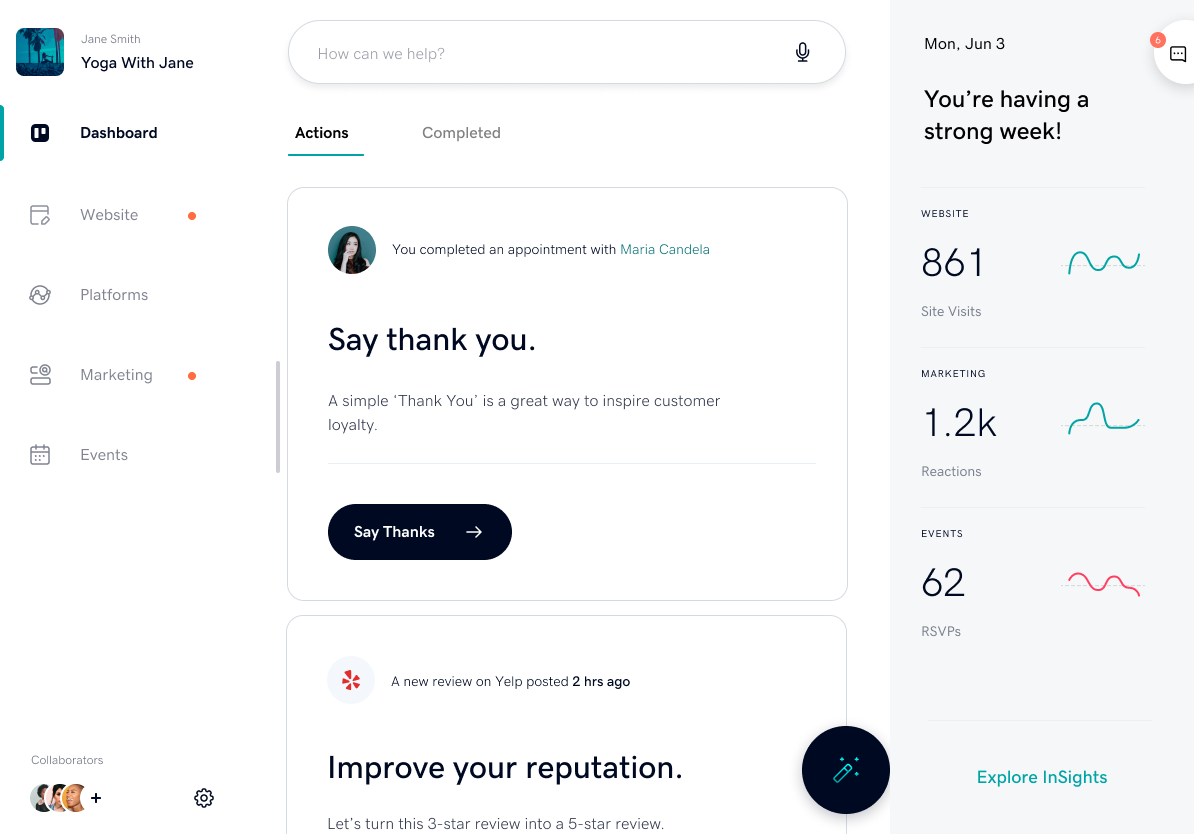 Jane Smith
Yoga With Jane
Dashboard
Website
Platforms
Marketing
Events
Collaborators
+
How can we help?
Actions
Completed
You completed an appointment with Maria Candela
Say thank you.
A simple ‘Thank You’ is a great way to inspire customer
loyalty.
Say Thanks
A new review on Yelp posted 2 hrs ago
Improve your reputation.
Let’s turn this 3-star review into a 5-star review.
Mon, Jun 3
6
You’re having a
strong week!
WEBSITE
861
Site Visits
MARKETING
1.2k
Reactions
EVENTS
62
RSVPs
Explore InSights